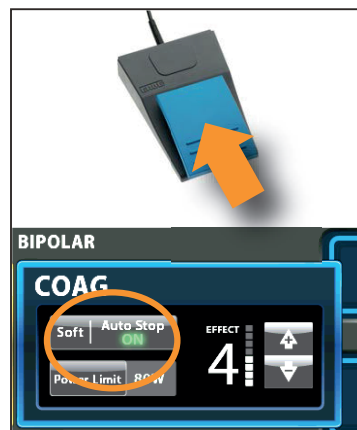 BIPOLAR
COAG
Soft | Auto Stop
ON
Power Limit 80W
EFFECT
4